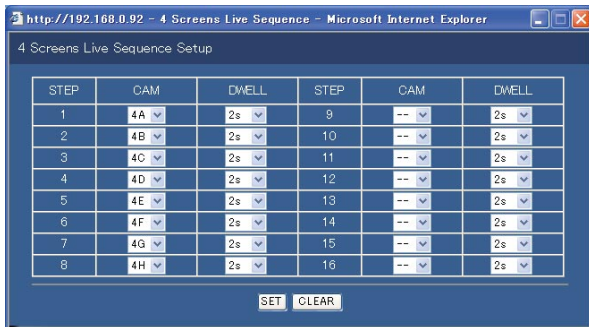 http://192.168.0.92 - 4 Screens Live Sequence - Microsoft Internet Explorer
4 Screens Live Sequence Setup
STEP CAM DWELL STEP CAM DWELL
1 4A 2s 9 -- 2s
2 4B 2s 10 -- 2s
3 4C 2s 11 -- 2s
4 4D 2s 12 -- 2s
5 4E 2s 13 -- 2s
6 4F 2s 14 -- 2s
7 4G 2s 15 -- 2s
8 4H 2s 16 -- 2s
SET CLEAR